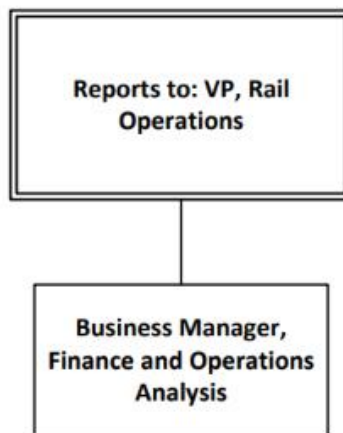 Reports to: VP, Rail
Operations
Business Manager,
Finance and Operations
Analysis